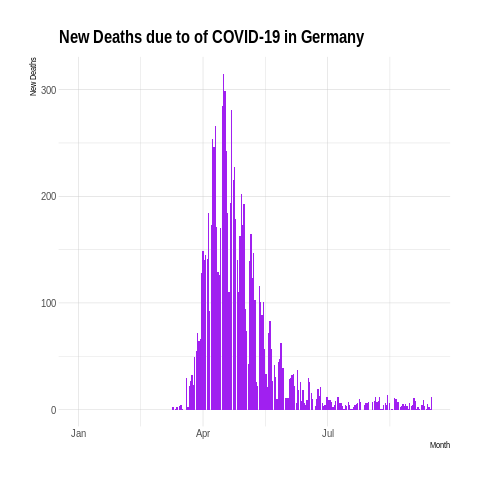 New Deaths due to of COVID-19 in Germany
New Deaths
300
200
100
0
Jan Apr Jul
Month